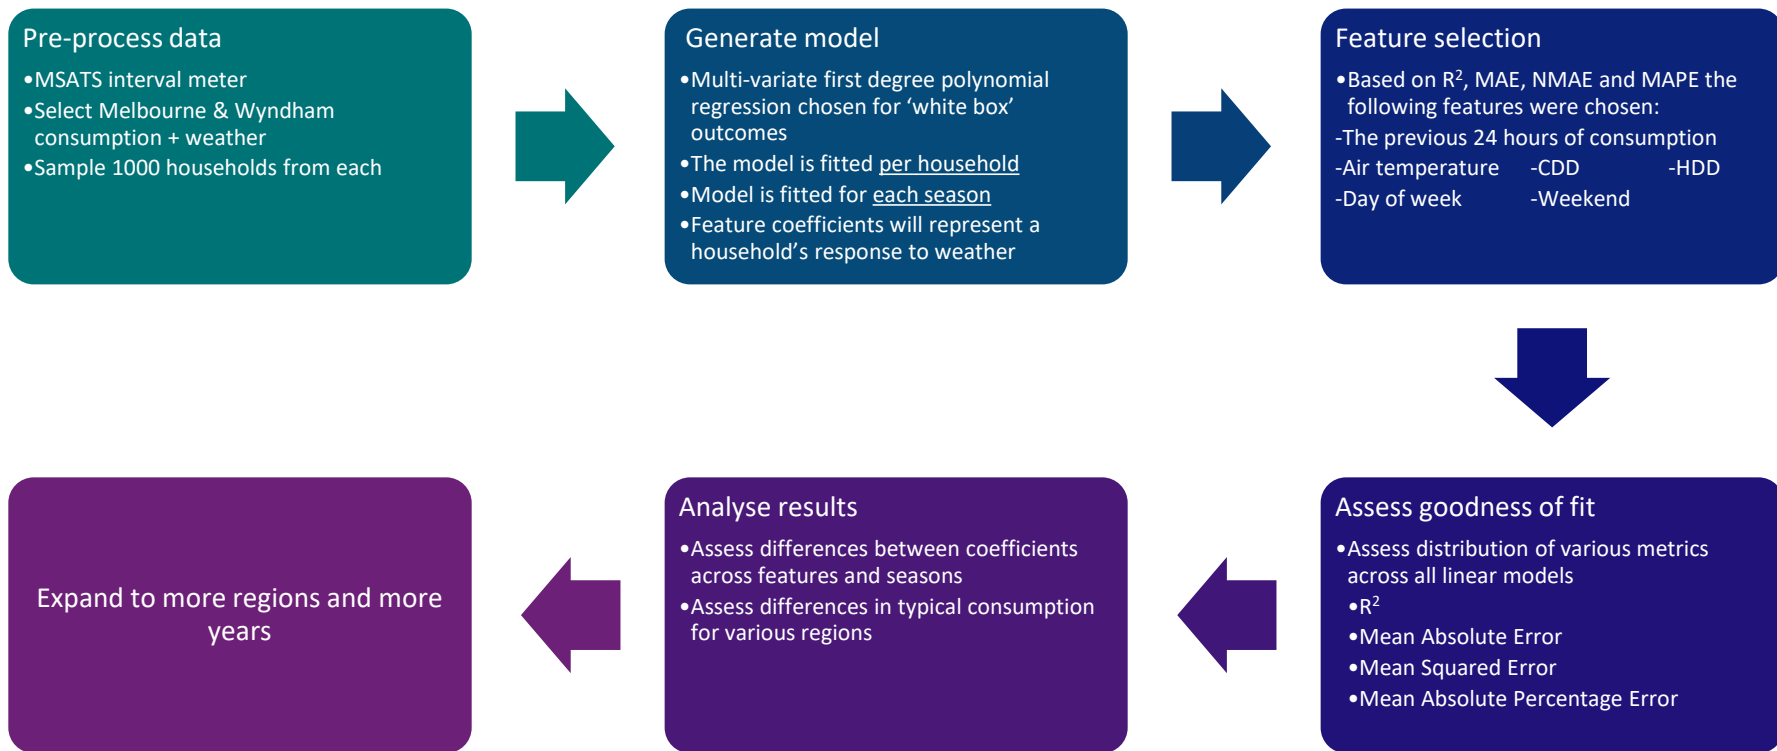 Pre-process data
•MSATS interval meter
•Select Melbourne & Wyndham
consumption + weather
•Sample 1000 households from each
Generate model
•Multi-variate first degree polynomial
regression chosen for ‘white box’
outcomes
•The model is fitted per household
•Model is fitted for each season
•Feature coefficients will represent a
household’s response to weather
Feature selection
•Based on R², MAE, NMAE and MAPE the
following features were chosen:
-The previous 24 hours of consumption
-Air temperature -CDD -HDD
-Day of week -Weekend
Assess goodness of fit
•Assess distribution of various metrics
across all linear models
•R²
•Mean Absolute Error
•Mean Squared Error
•Mean Absolute Percentage Error
Analyse results
•Assess differences between coefficients
across features and seasons
•Assess differences in typical consumption
for various regions
Expand to more regions and more
years